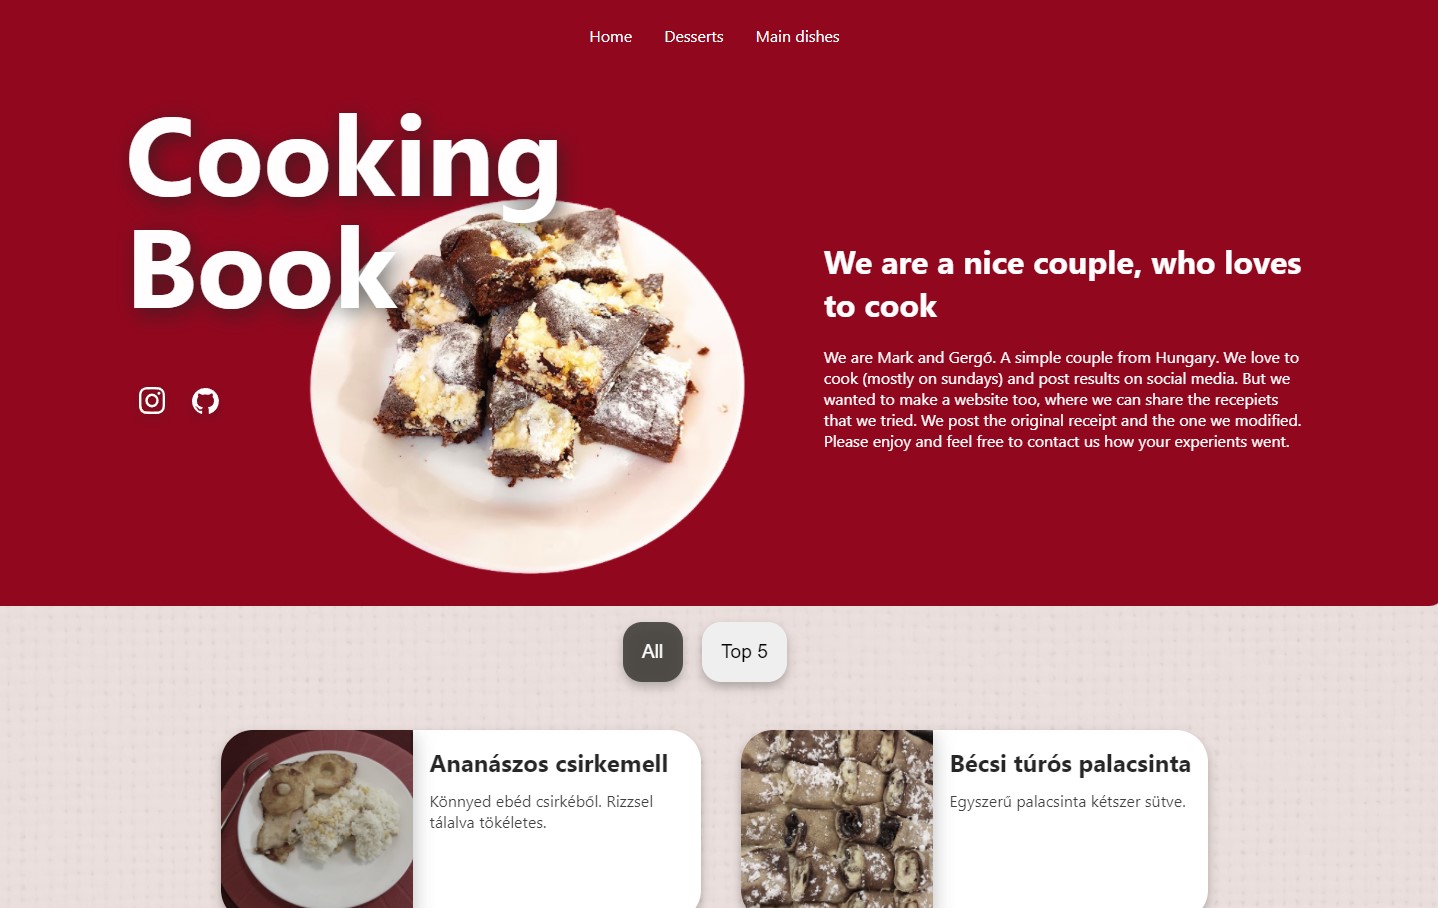 Home Desserts Main dishes
Cooking
Book
We are a nice couple, who loves
to cook
We are Mark and Gergő. A simple couple from Hungary. We love to
cook (mostly on sundays) and post results on social media. But we
wanted to make a website too, where we can share the recepiets
that we tried. We post the original receipt and the one we modified.
Please enjoy and feel free to contact us how your experients went.
All Top 5
Ananászos csirkemell
Könnyed ebéd csirkéből. Rizzsel
tálalva tökéletes.
Bécsi túrós palacsinta
Egyszerű palacsinta kétszer sütve.